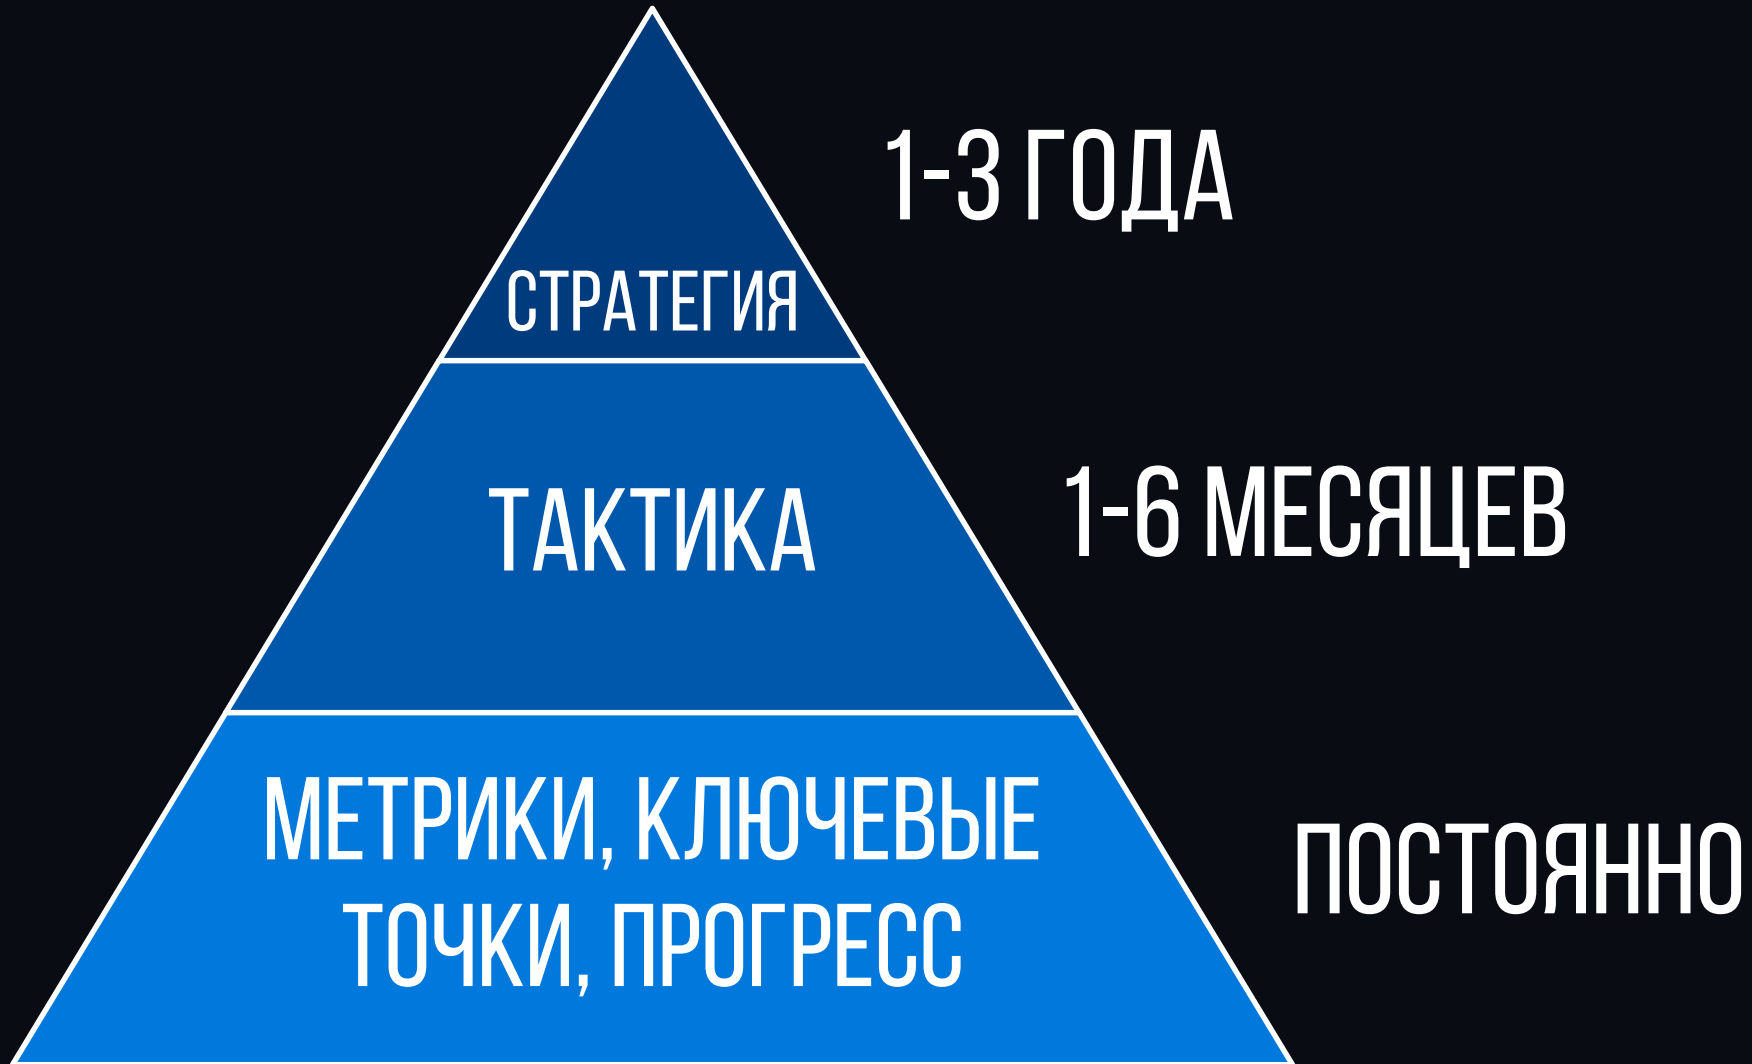 1-3 ГОДА
СТРАТЕГИЯ
ТАКТИКА
1-6 МЕСЯЦЕВ
МЕТРИКИ, КЛЮЧЕВЫЕ
ТОЧКИ, ПРОГРЕСС
ПОСТОЯННО